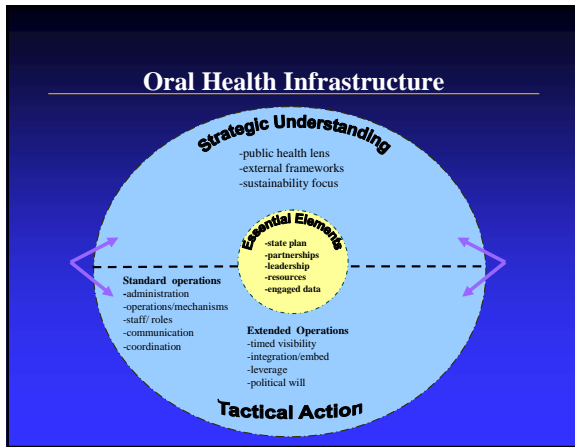 Oral Health Infrastructure
Strategic Understanding
-public health lens
-external frameworks
-sustainability focus
Essential Elements
-state plan
-partnerships
-leadership
-resources
-engaged data
Standard operations
-administration
-operations/mechanisms
-staff/ roles
-communication
-coordination
Extended Operations
-timed visibility
-integration/embed
-leverage
-political will
Tactical Action